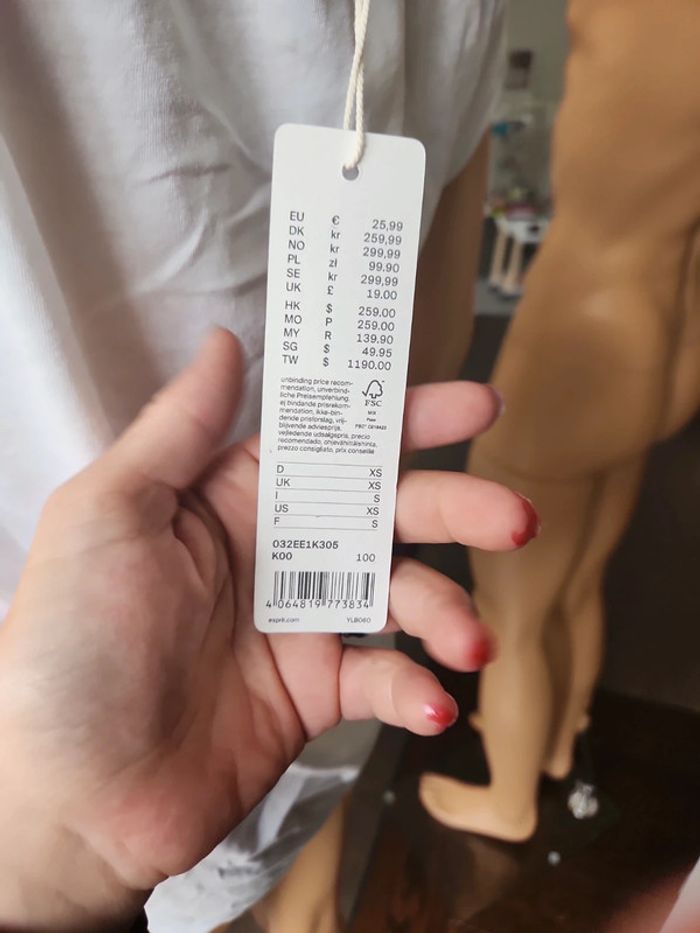 EU € 25,99
DK kr 259,99
NO kr 299,99
PL zł 99.90
SE kr 299,99
UK £ 19.00
HK $ 259.00
MO P 259.00
MY R 139.90
SG $ 49.95
TW $ 1190.00
unbinding price recom-
mendation, unverbind-
liche Preisempfehlung,
ej bindande prisrekom-
mendation, ikke-bin-
dende prisforslag, vrij-
blijvende adviesprijs,
vejledende udsalgspris, precio
recomendado, ohjevähittäishinta,
prezzo consigliato, prix conseillé
FSC
MIX
Paper
D XS
UK XS
I S
US XS
F S
032EE1K305
K00 100
4 064819 773834
esprit.com YLB060